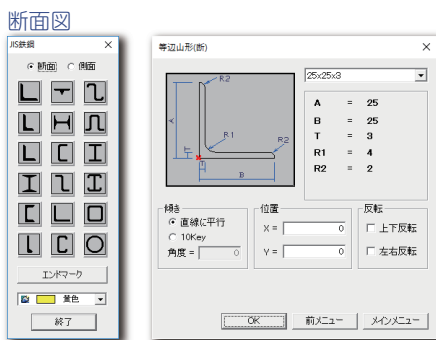 断面図
JIS鉄鋼
断面 側面
エンドマーク
黄色
終了
等辺山形(断)
R2
A
R1
R2
T
T
B
25x25x3
A = 25
B = 25
T = 3
R1 = 4
R2 = 2
傾き
直線に平行
10Key
角度 = 0
位置
X = 0
Y = 0
反転
上下反転
左右反転
OK
前メニュー
メインメニュー